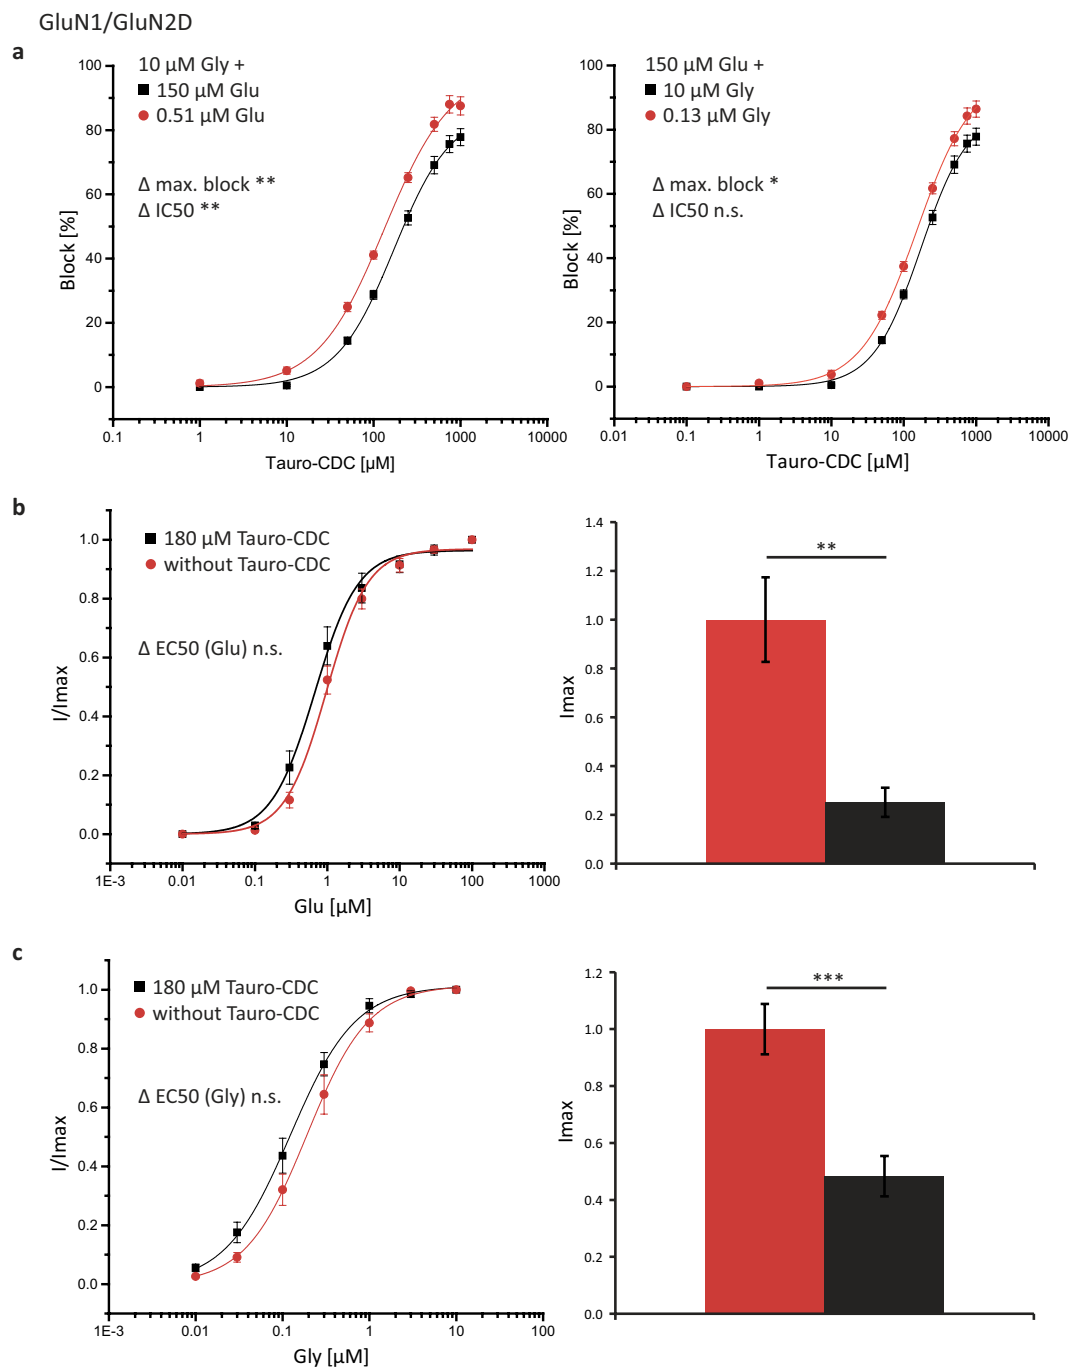 GluN1/GluN2D
a
10 µM Gly +
150 µM Glu
0.51 µM Glu
Δ max. block **
Δ IC50 **
Block [%]
100
80
60
40
20
0
0.1 1 10 100 1000 10000
Tauro-CDC [µM]
150 µM Glu +
10 µM Gly
0.13 µM Gly
Δ max. block *
Δ IC50 n.s.
Block [%]
100
80
60
40
20
0
0.01 0.1 1 10 100 1000 10000
Tauro-CDC [µM]
b
180 µM Tauro-CDC
without Tauro-CDC
Δ EC50 (Glu) n.s.
I/Imax
1.0
0.8
0.6
0.4
0.2
0.0
1E-3 0.01 0.1 1 10 100 1000
Glu [µM]
**
Imax
1.4
1.2
1.0
0.8
0.6
0.4
0.2
0.0
c
180 µM Tauro-CDC
without Tauro-CDC
Δ EC50 (Gly) n.s.
I/Imax
1.0
0.8
0.6
0.4
0.2
0.0
1E-3 0.01 0.1 1 10 100
Gly [µM]
***
Imax
1.2
1.0
0.8
0.6
0.4
0.2
0.0